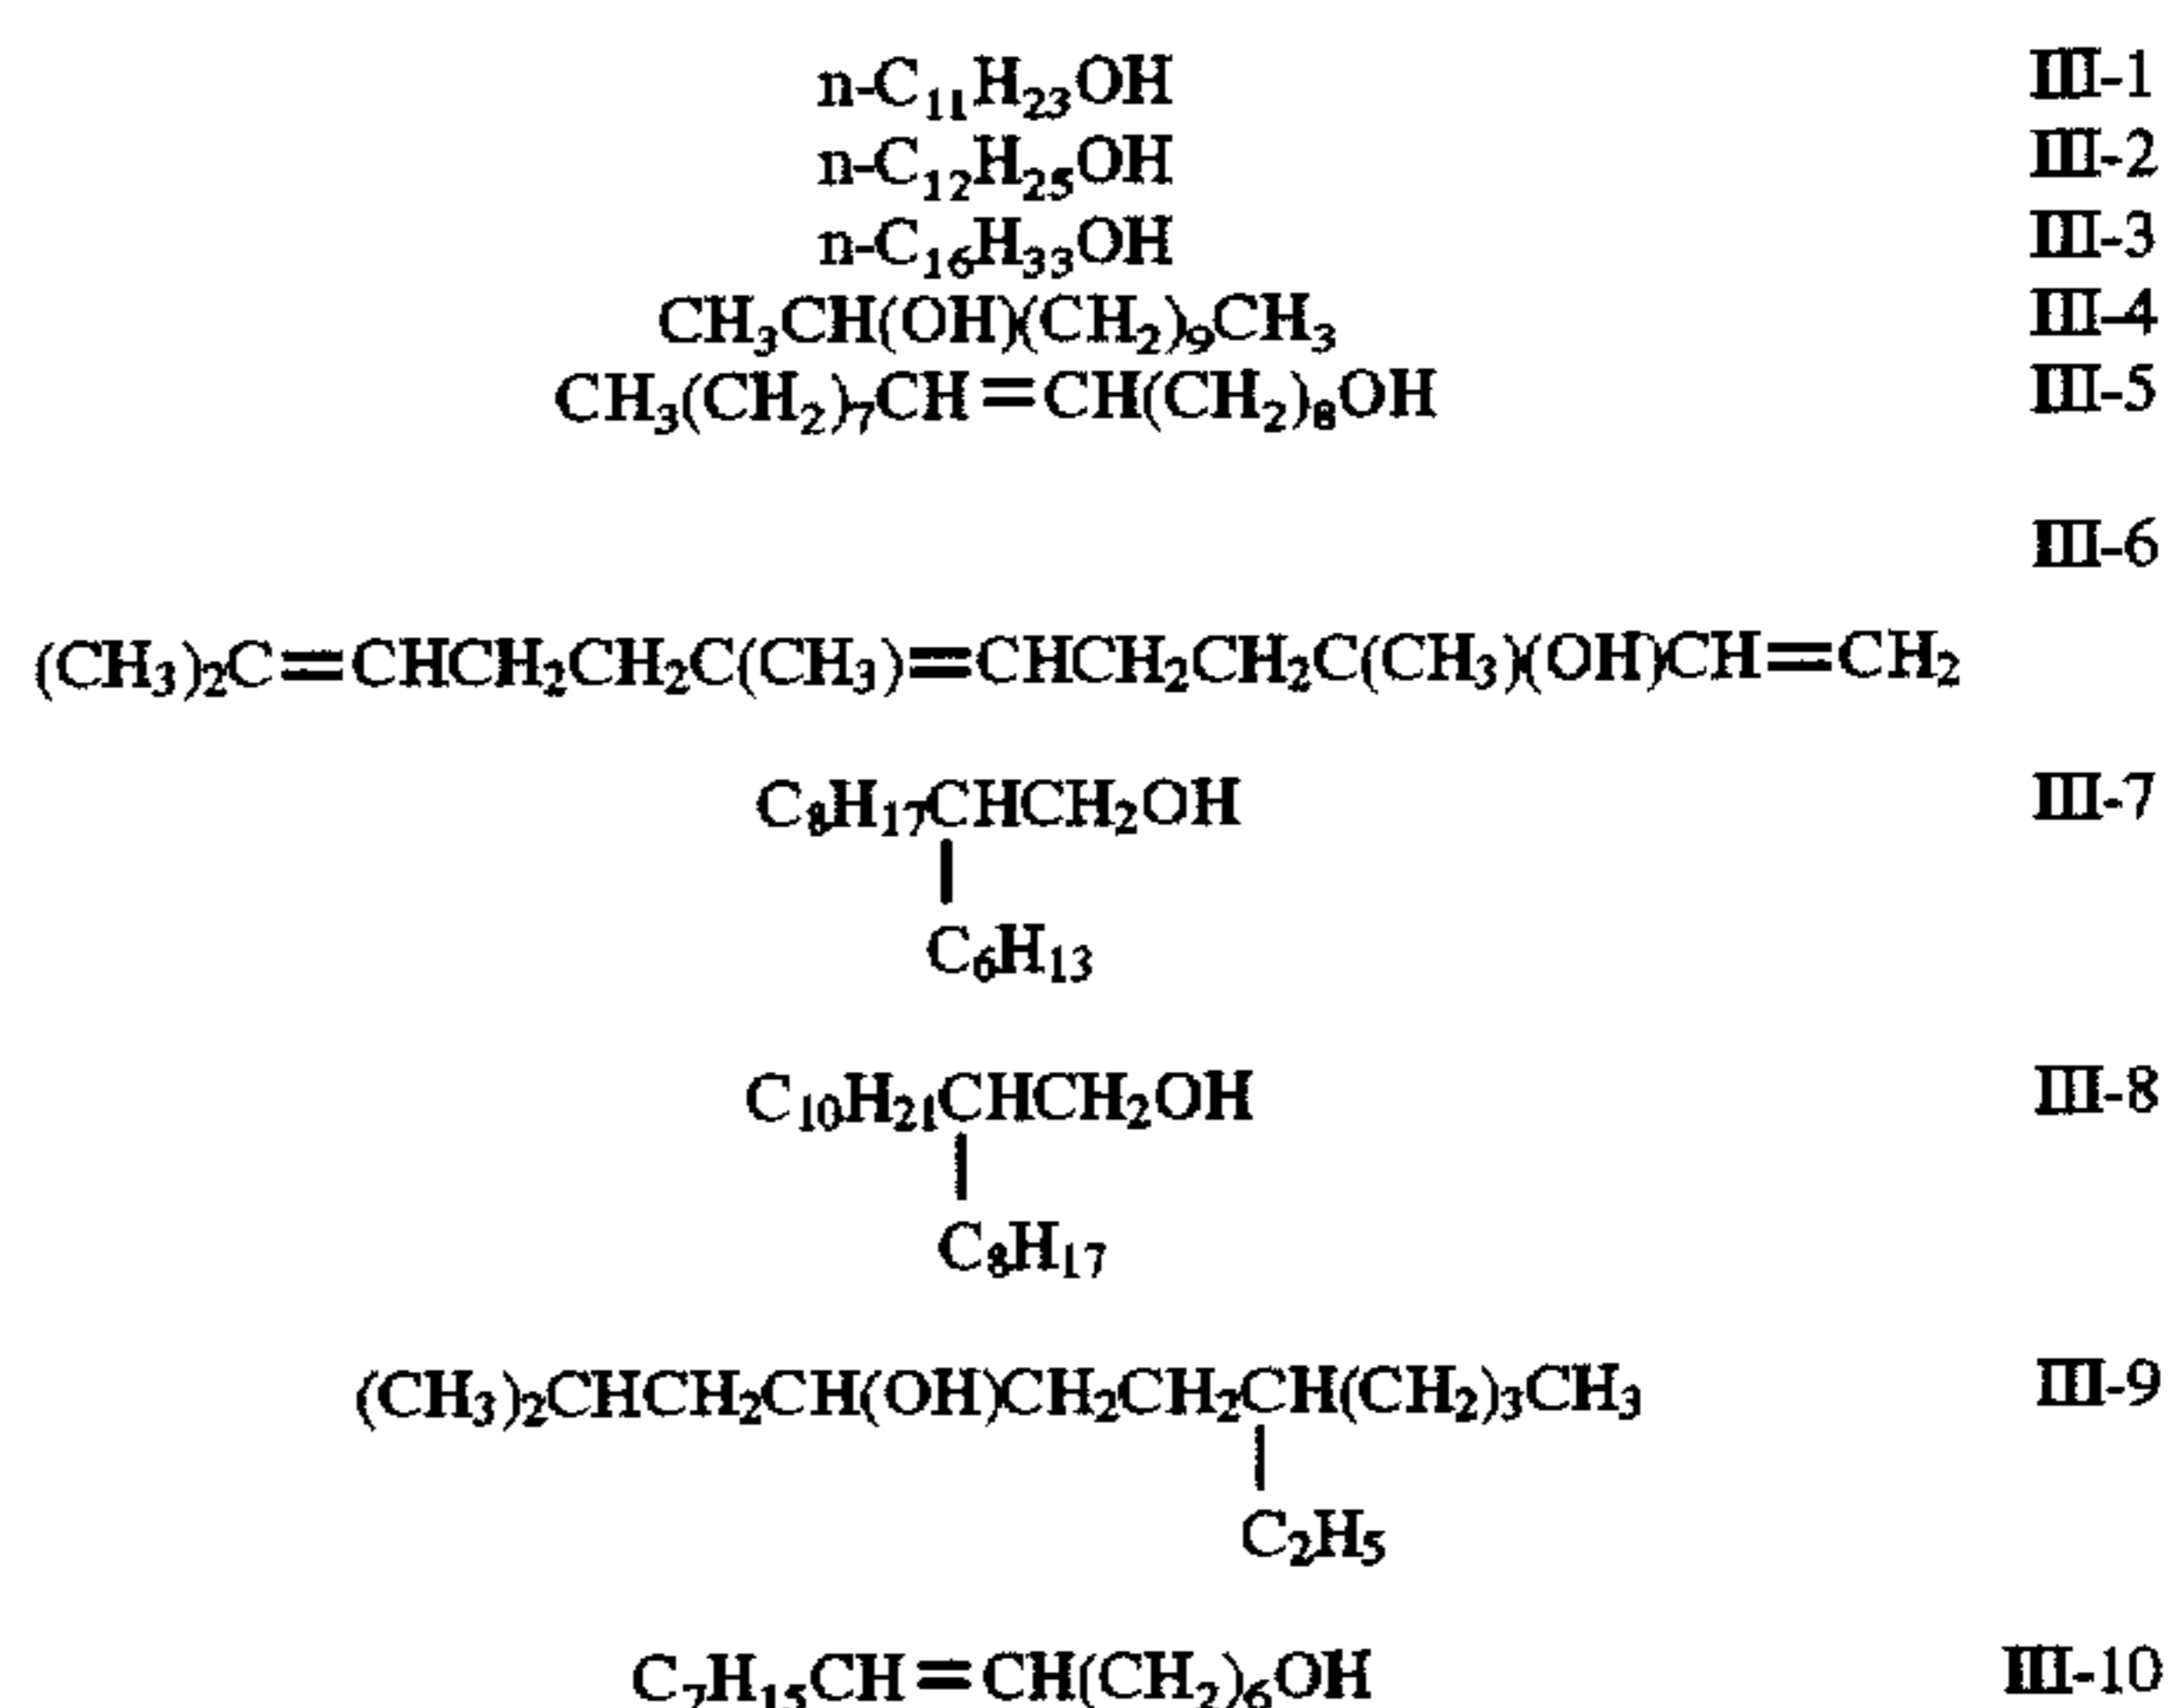 n-C₁₁H₂₃OH III-1
n-C₁₂H₂₅OH III-2
n-C₁₆H₃₃OH III-3
CH₃CH(OH)(CH₂)₉CH₃ III-4
CH₃(CH₂)₇CH=CH(CH₂)₈OH III-5
III-6
(CH₃)₂C=CHCH₂CH₂C(CH₃)=CHCH₂CH₂C(CH₃)(OH)CH=CH₂
C₈H₁₇CHCH₂OH III-7
C₆H₁₃
C₁₀H₂₁CHCH₂OH III-8
C₈H₁₇
(CH₃)₂CHCH₂CH(OH)CH₂CH₂CH(CH₂)₃CH₃ III-9
C₂H₅
C₇H₁₅CH=CH(CH₂)₆OH III-10